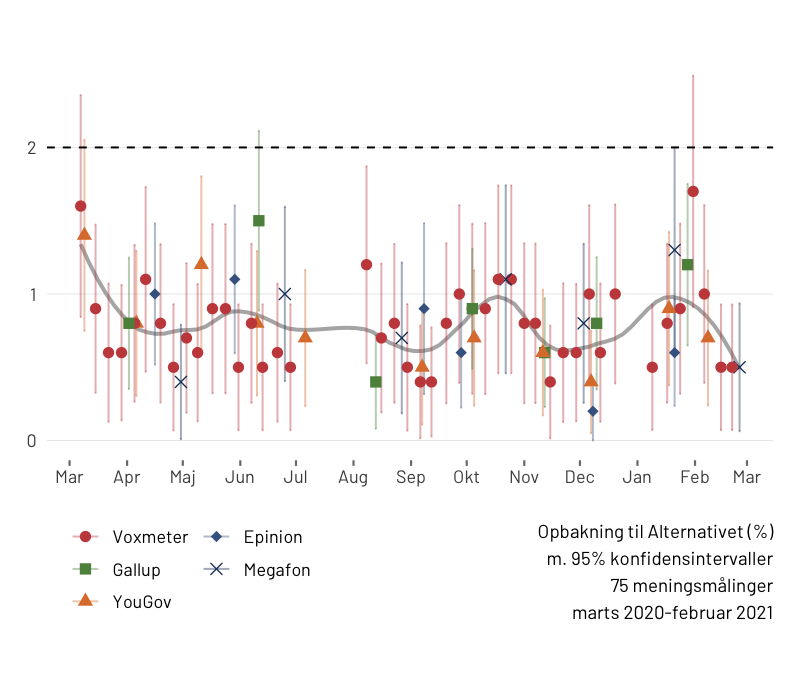 2
1
0
Mar Apr Maj Jun Jul Aug Sep Okt Nov Dec Jan Feb Mar
Voxmeter Epinion
Gallup Megafon
YouGov
Opbakning til Alternativet (%)
m. 95% konfidensintervaller
75 meningsmålinger
marts 2020-februar 2021